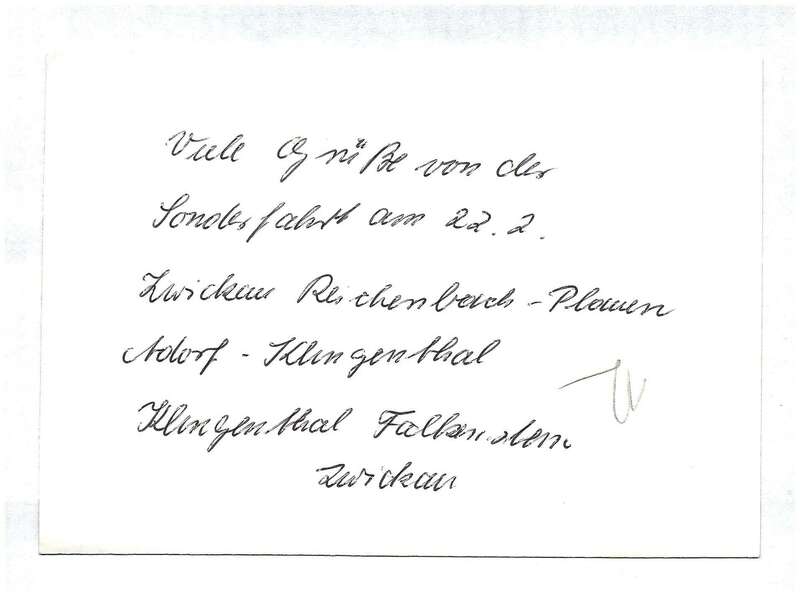 Viele Grüße von der
Sonderfahrt am 22. 2.
Zwickau Reichenbach - Plauen
Adorf - Klingenthal
Klingenthal Falkenstein
Zwickau